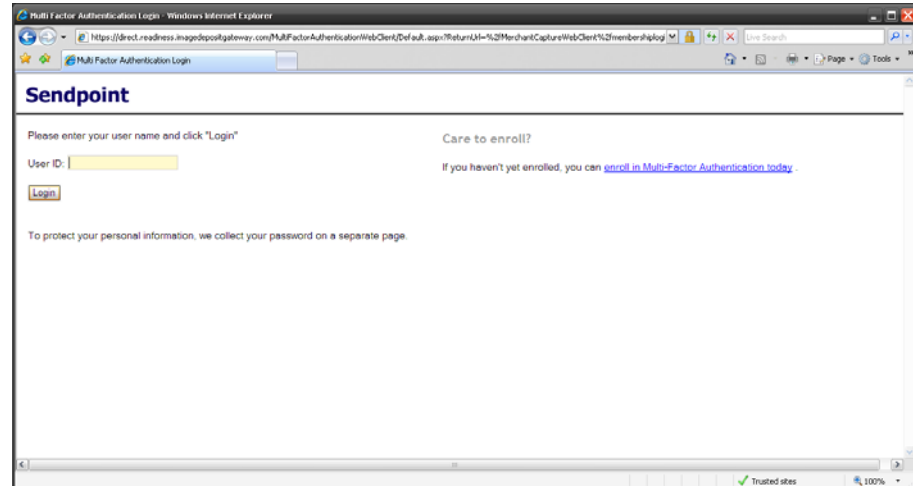 Multi Factor Authentication Login - Windows Internet Explorer
https://direct.readiness.imagedepositgateway.com/MultiFactorAuthenticationWebClient/Default.aspx?ReturnUrl=%2fMerchantCaptureWebClient%2fmembershiplogi
Live Search
Multi Factor Authentication Login
Page
Tools
Sendpoint
Please enter your user name and click "Login"
User ID:
Login
To protect your personal information, we collect your password on a separate page.
Care to enroll?
If you haven't yet enrolled, you can enroll in Multi-Factor Authentication today .
Trusted sites
100%